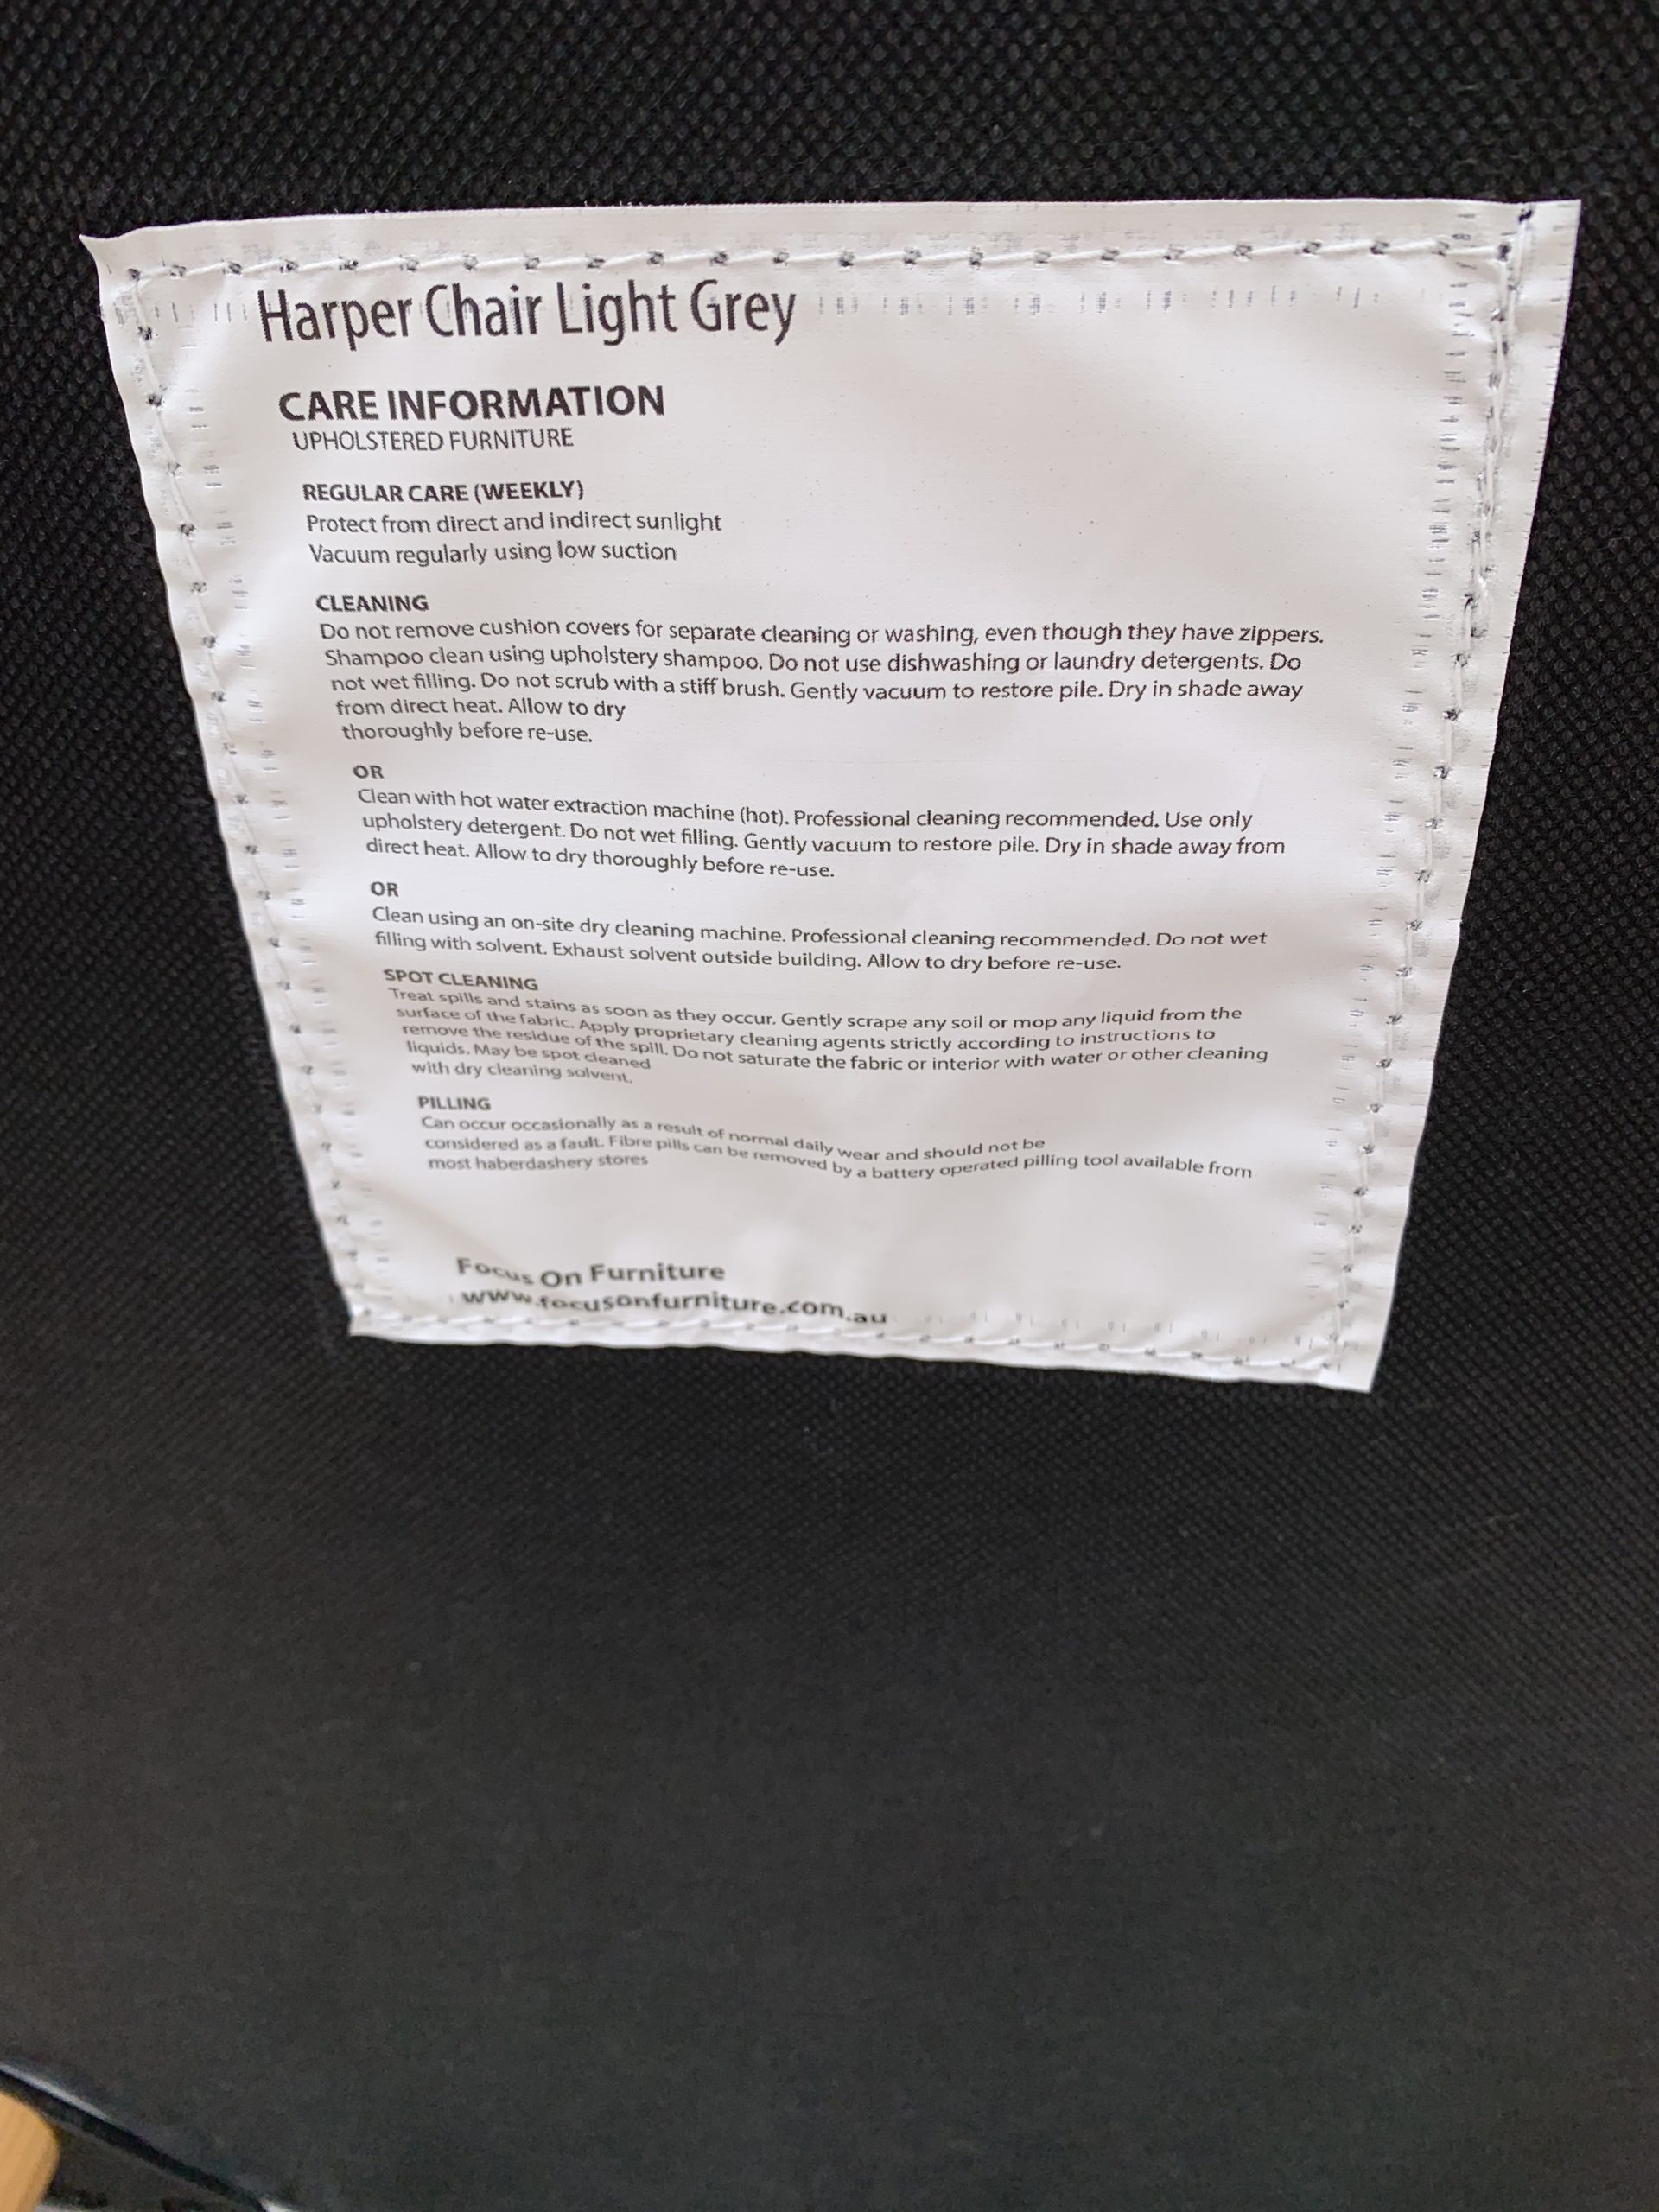 Harper Chair Light Grey
CARE INFORMATION
UPHOLSTERED FURNITURE
REGULAR CARE (WEEKLY)
Protect from direct and indirect sunlight
Vacuum regularly using low suction
CLEANING
Do not remove cushion covers for separate cleaning or washing, even though they have zippers.
Shampoo clean using upholstery shampoo. Do not use dishwashing or laundry detergents. Do
not wet filling. Do not scrub with a stiff brush. Gently vacuum to restore pile. Dry in shade away
from direct heat. Allow to dry
thoroughly before re-use.
OR
Clean with hot water extraction machine (hot). Professional cleaning recommended. Use only
upholstery detergent. Do not wet filling. Gently vacuum to restore pile. Dry in shade away from
direct heat. Allow to dry thoroughly before re-use.
OR
Clean using an on-site dry cleaning machine. Professional cleaning recommended. Do not wet
filling with solvent. Exhaust solvent outside building. Allow to dry before re-use.
SPOT CLEANING
Treat spills and stains as soon as they occur. Gently scrape any soil or mop any liquid from the
surface of the fabric. Apply proprietary cleaning agents strictly according to instructions to
remove the residue of the spill. Do not saturate the fabric or interior with water or other cleaning
liquids. May be spot cleaned
with dry cleaning solvent.
PILLING
Can occur occasionally as a result of normal daily wear and should not be
considered as a fault. Fibre pills can be removed by a battery operated pilling tool available from
most haberdashery stores
Focus On Furniture
www.focusonfurniture.com.au